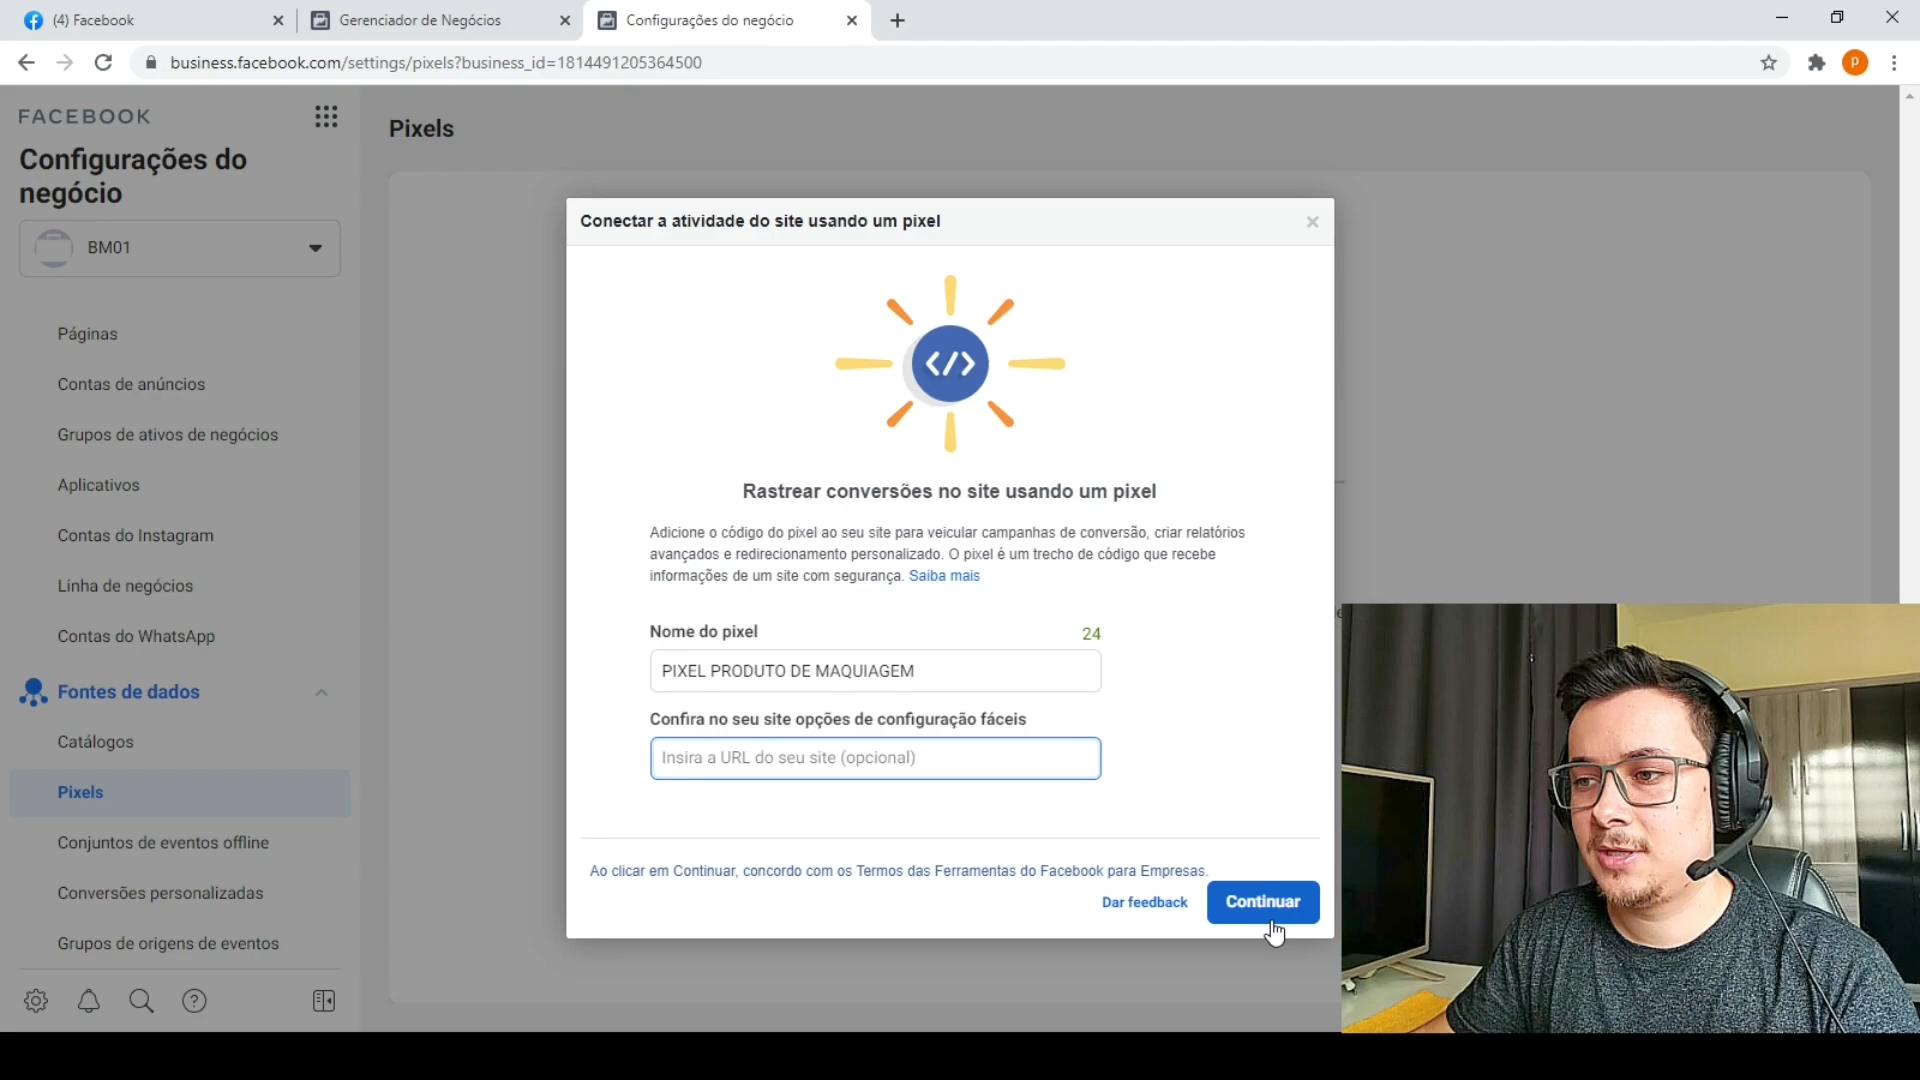 (4) Facebook
Gerenciador de Negócios
Configurações do negócio
business.facebook.com/settings/pixels?business_id=1814491205364500
P
FACEBOOK
Configurações do
negócio
BM01
Páginas
Contas de anúncios
Grupos de ativos de negócios
Aplicativos
Contas do Instagram
Linha de negócios
Contas do WhatsApp
Fontes de dados
Catálogos
Pixels
Conjuntos de eventos offline
Conversões personalizadas
Grupos de origens de eventos
Pixels
Conectar a atividade do site usando um pixel
</>
Rastrear conversões no site usando um pixel
Adicione o código do pixel ao seu site para veicular campanhas de conversão, criar relatórios
avançados e redirecionamento personalizado. O pixel é um trecho de código que recebe
informações de um site com segurança. Saiba mais
Nome do pixel
24
PIXEL PRODUTO DE MAQUIAGEM
Confira no seu site opções de configuração fáceis
Insira a URL do seu site (opcional)
Ao clicar em Continuar, concordo com os Termos das Ferramentas do Facebook para Empresas.
Dar feedback
Continuar